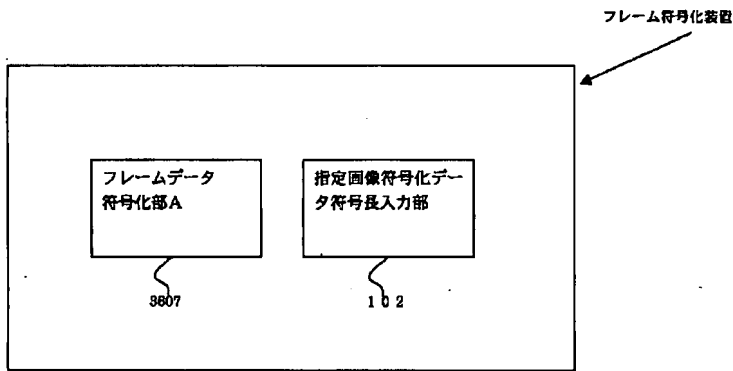 フレーム符号化装置
フレームデータ
符号化部A
指定画像符号化デー
タ符号長入力部
3607
102